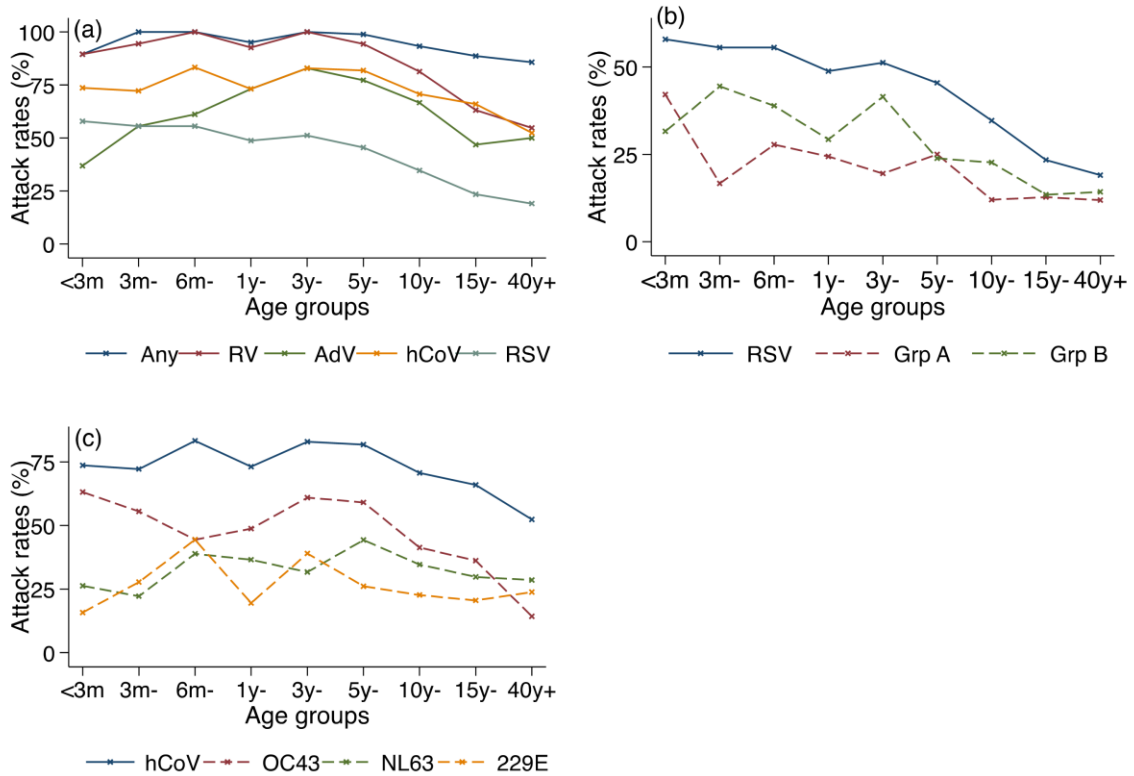 (a)
Attack rates (%)
100
75
50
25
0
<3m 3m- 6m- 1y- 3y- 5y- 10y- 15y- 40y+
Age groups
Any RV AdV hCoV RSV
(b)
Attack rates (%)
50
25
0
<3m 3m- 6m- 1y- 3y- 5y- 10y- 15y- 40y+
Age groups
RSV Grp A Grp B
(c)
Attack rates (%)
75
50
25
0
<3m 3m- 6m- 1y- 3y- 5y- 10y- 15y- 40y+
Age groups
hCoV OC43 NL63 229E